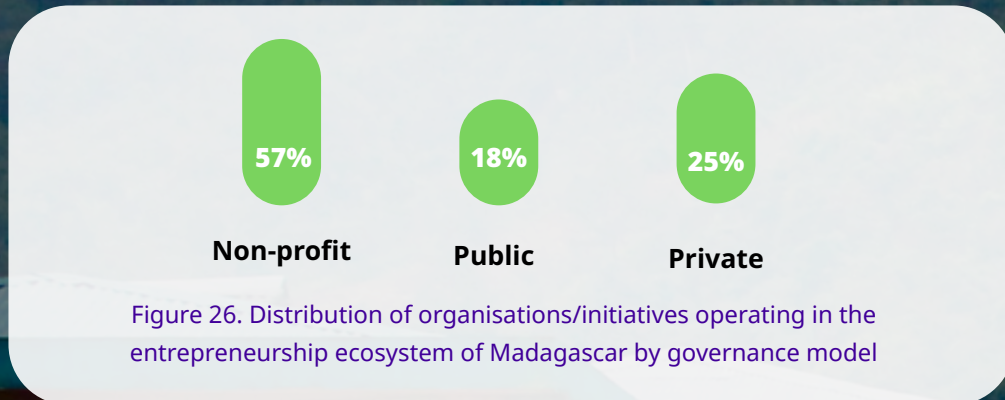 57%
18%
25%
Non-profit
Public
Private
Figure 26. Distribution of organisations/initiatives operating in the
entrepreneurship ecosystem of Madagascar by governance model